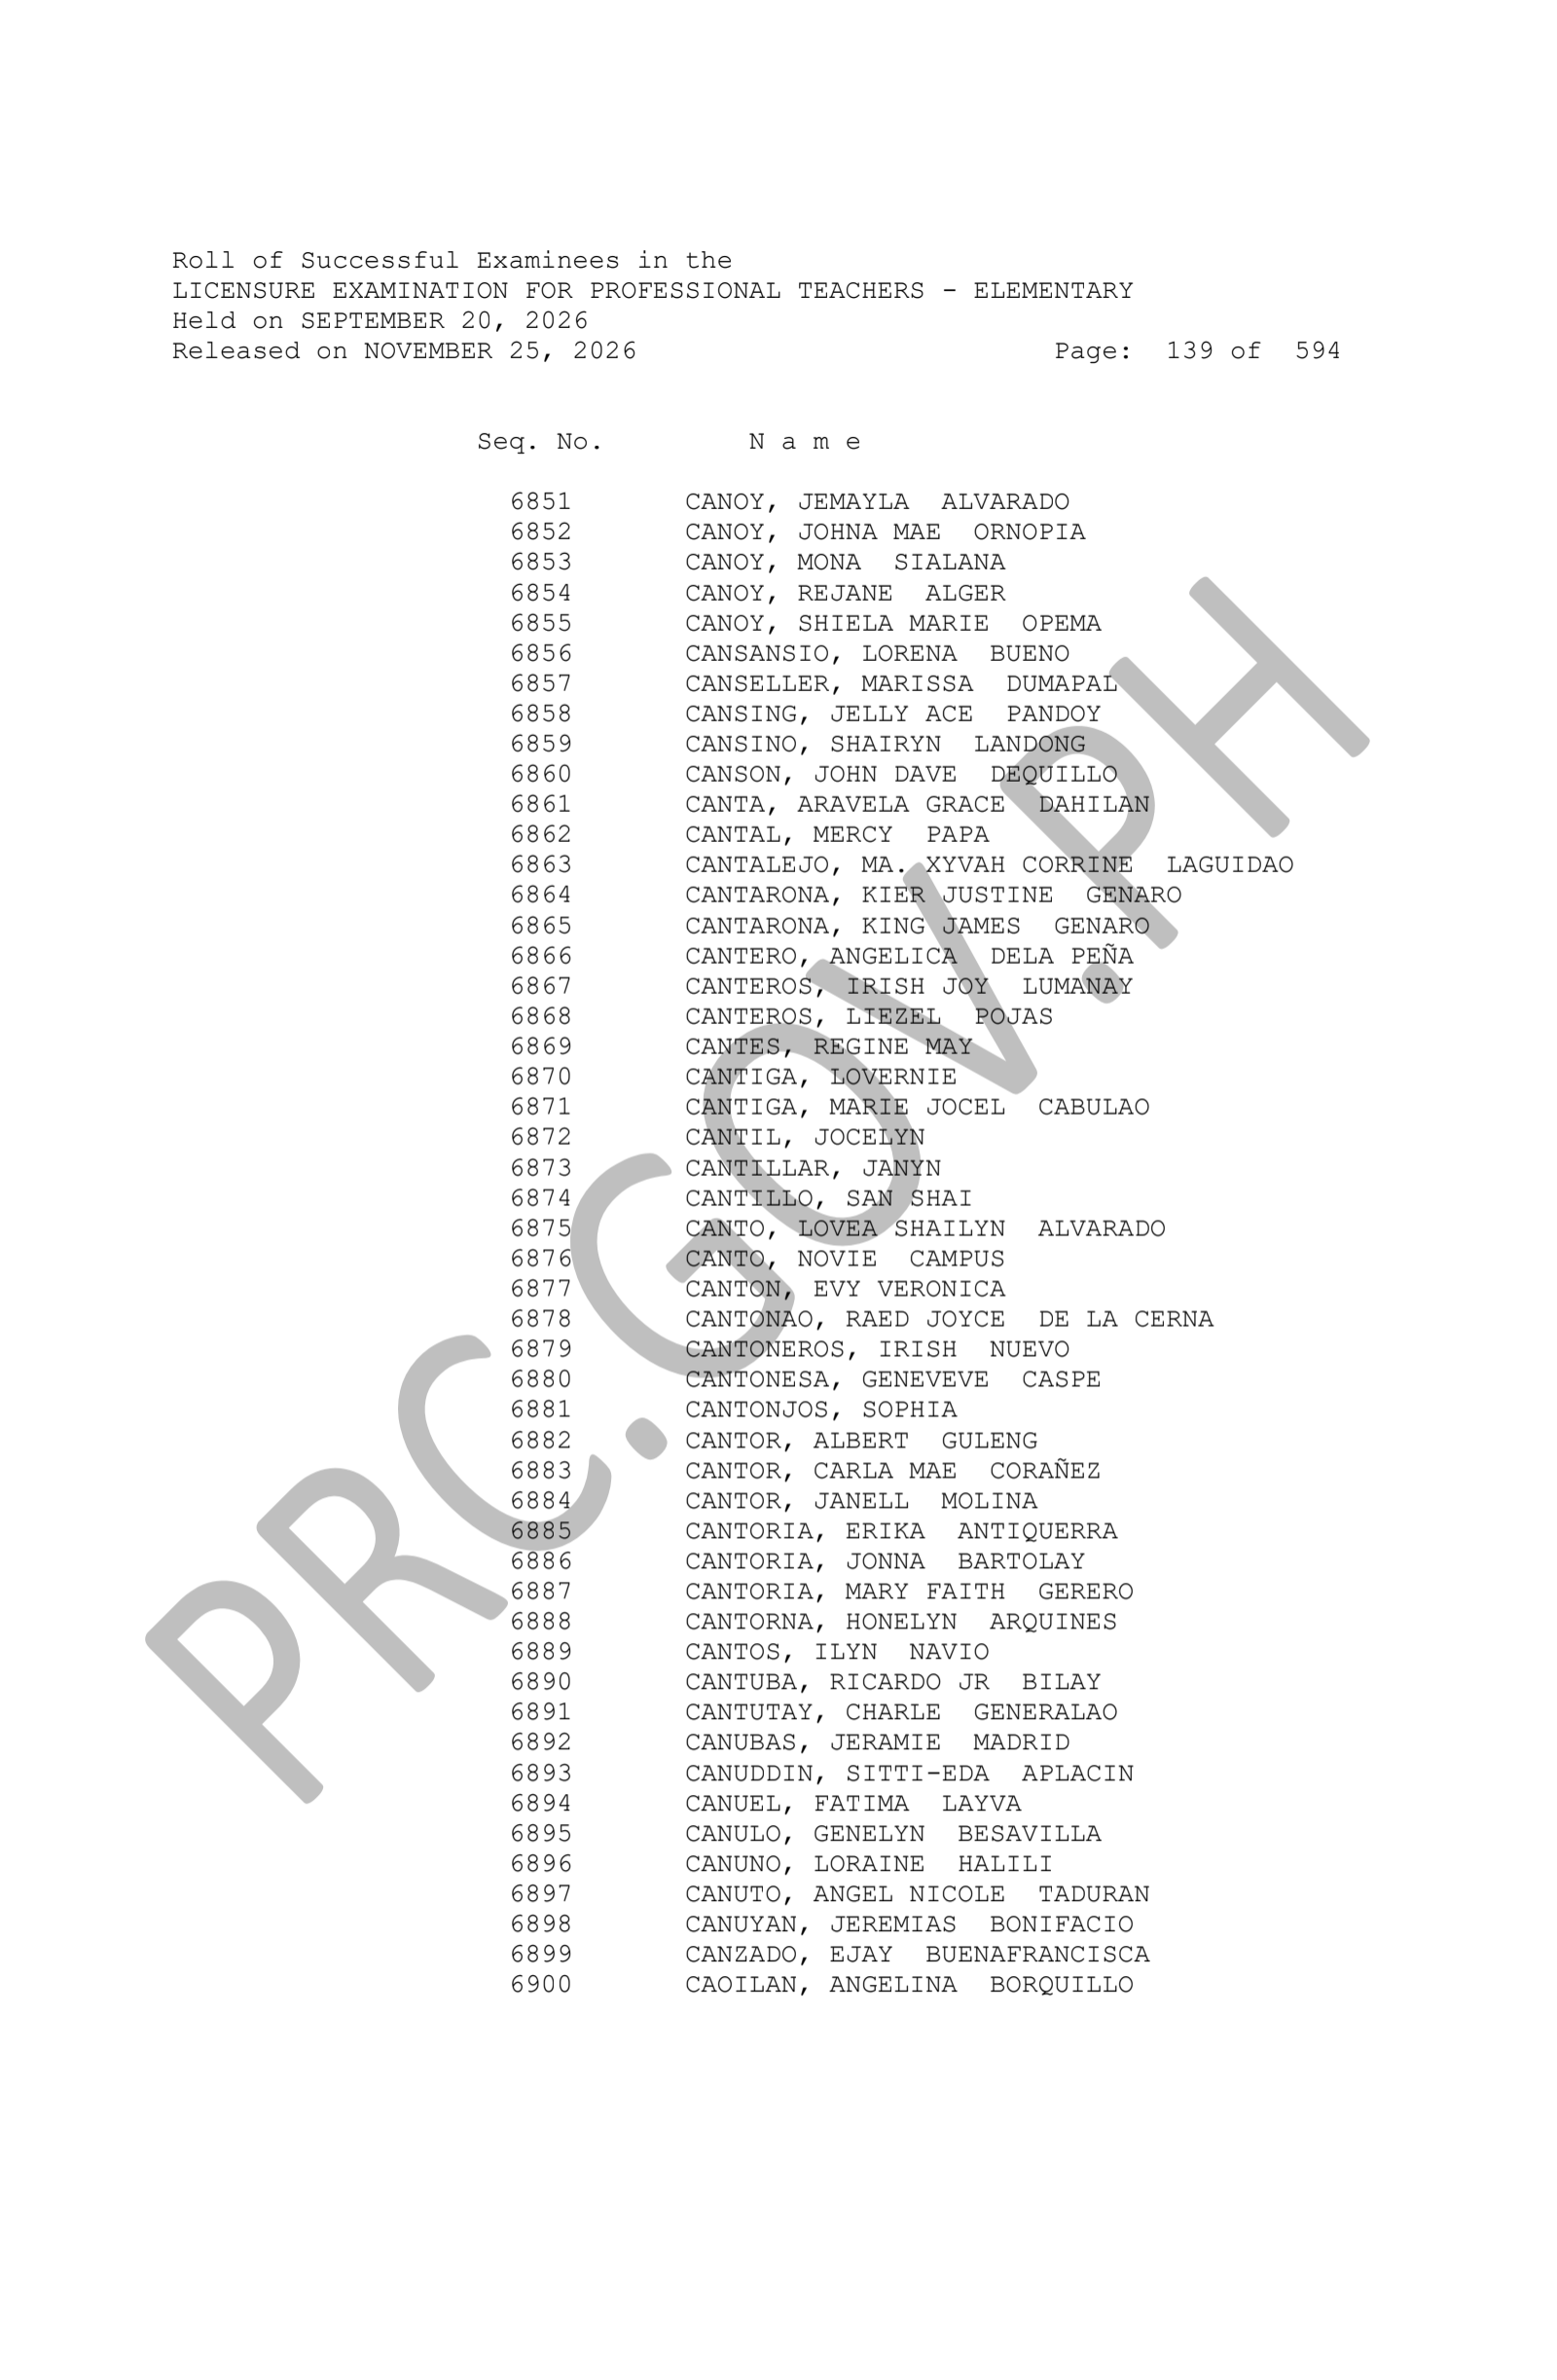 Roll of Successful Examinees in the
LICENSURE EXAMINATION FOR PROFESSIONAL TEACHERS - ELEMENTARY
Held on SEPTEMBER 20, 2026
Released on NOVEMBER 25, 2026 Page: 139 of 594
Seq. No. N a m e
6851 CANOY, JEMAYLA ALVARADO
6852 CANOY, JOHNA MAE ORNOPIA
6853 CANOY, MONA SIALANA
6854 CANOY, REJANE ALGER
6855 CANOY, SHIELA MARIE OPEMA
6856 CANSANSIO, LORENA BUENO
6857 CANSELLER, MARISSA DUMAPAL
6858 CANSING, JELLY ACE PANDOY
6859 CANSINO, SHAIRYN LANDONG
6860 CANSON, JOHN DAVE DEQUILLO
6861 CANTA, ARAVELA GRACE DAHILAN
6862 CANTAL, MERCY PAPA
6863 CANTALEJO, MA. XYVAH CORRINE LAGUIDAO
6864 CANTARONA, KIER JUSTINE GENARO
6865 CANTARONA, KING JAMES GENARO
6866 CANTERO, ANGELICA DELA PEÑA
6867 CANTEROS, IRISH JOY LUMANAY
6868 CANTEROS, LIEZEL POJAS
6869 CANTES, REGINE MAY
6870 CANTIGA, LOVERNIE
6871 CANTIGA, MARIE JOCEL CABULAO
6872 CANTIL, JOCELYN
6873 CANTILLAR, JANYN
6874 CANTILLO, SAN SHAI
6875 CANTO, LOVEA SHAILYN ALVARADO
6876 CANTO, NOVIE CAMPUS
6877 CANTON, EVY VERONICA
6878 CANTONAO, RAED JOYCE DE LA CERNA
6879 CANTONEROS, IRISH NUEVO
6880 CANTONESA, GENEVEVE CASPE
6881 CANTONJOS, SOPHIA
6882 CANTOR, ALBERT GULENG
6883 CANTOR, CARLA MAE CORAÑEZ
6884 CANTOR, JANELL MOLINA
6885 CANTORIA, ERIKA ANTIQUERRA
6886 CANTORIA, JONNA BARTOLAY
6887 CANTORIA, MARY FAITH GERERO
6888 CANTORNA, HONELYN ARQUINES
6889 CANTOS, ILYN NAVIO
6890 CANTUBA, RICARDO JR BILAY
6891 CANTUTAY, CHARLE GENERALAO
6892 CANUBAS, JERAMIE MADRID
6893 CANUDDIN, SITTI-EDA APLACIN
6894 CANUEL, FATIMA LAYVA
6895 CANULO, GENELYN BESAVILLA
6896 CANUNO, LORAINE HALILI
6897 CANUTO, ANGEL NICOLE TADURAN
6898 CANUYAN, JEREMIAS BONIFACIO
6899 CANZADO, EJAY BUENAFRANCISCA
6900 CAOILAN, ANGELINA BORQUILLO
PRC.GOV.PH